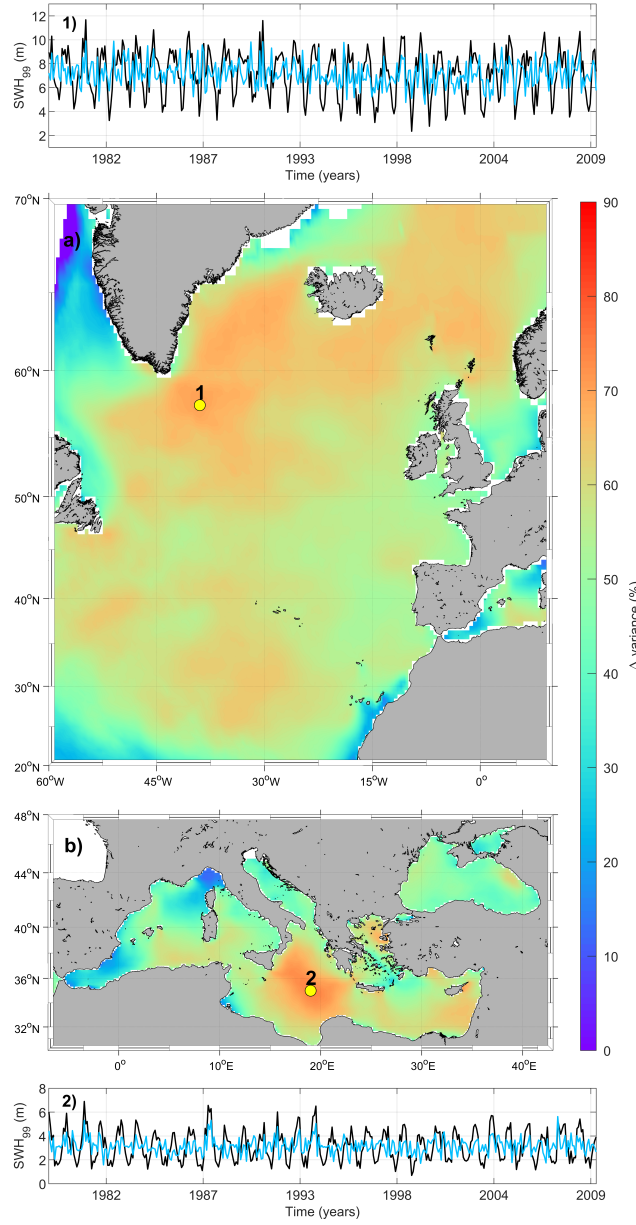 1)
12
10
8
6
4
2
SWH99 (m)
1982 1987 1993 1998 2004 2009
Time (years)
a)
70°N
60°N
50°N
40°N
30°N
20°N
1
60°W 45°W 30°W 15°W 0°
90
80
70
60
50
40
30
20
10
0
Δ variance (%)
b)
48°N
44°N
40°N
36°N
32°N
2
0° 10°E 20°E 30°E 40°E
2)
8
6
4
2
0
SWH99 (m)
1982 1987 1993 1998 2004 2009
Time (years)